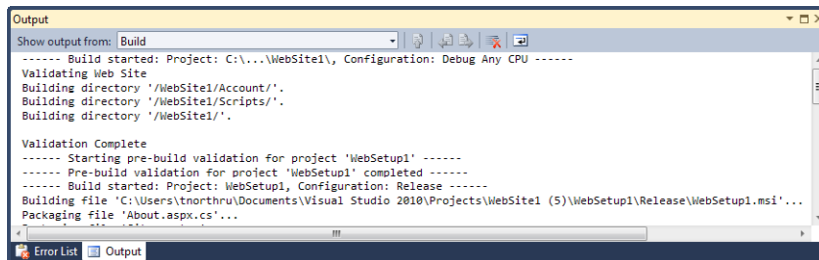 Output
Show output from: Build
------ Build started: Project: C:\...\WebSite1\, Configuration: Debug Any CPU ------
Validating Web Site
Building directory '/WebSite1/Account/'.
Building directory '/WebSite1/Scripts/'.
Building directory '/WebSite1/'.

Validation Complete
------ Starting pre-build validation for project 'WebSetup1' ------
------ Pre-build validation for project 'WebSetup1' completed ------
------ Build started: Project: WebSetup1, Configuration: Release ------
Building file 'C:\Users\tnorthru\Documents\Visual Studio 2010\Projects\WebSite1 (5)\WebSetup1\Release\WebSetup1.msi'...
Packaging file 'About.aspx.cs'...
Error List
Output